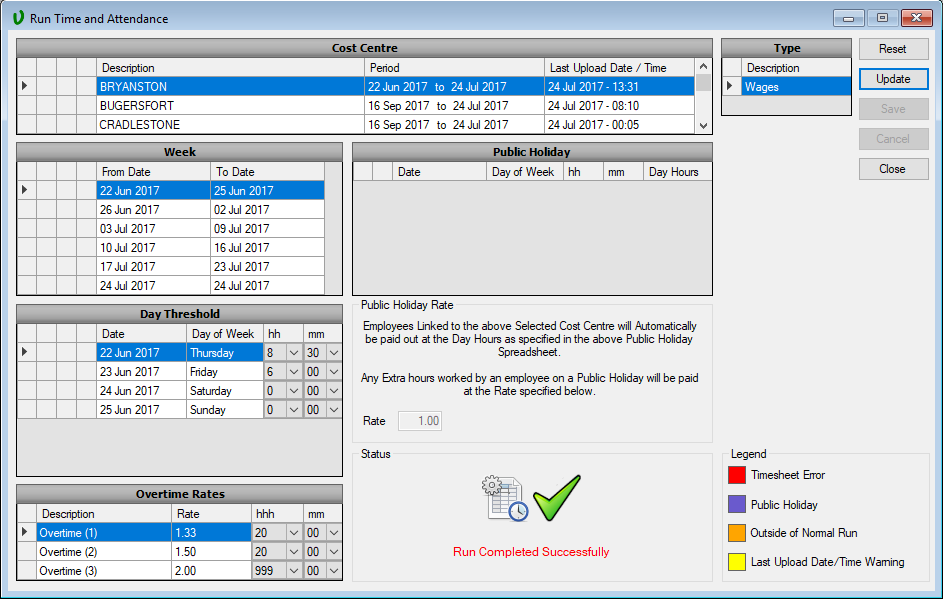 Run Time and Attendance
Cost Centre
Description Period Last Upload Date / Time
BRYANSTON 22 Jun 2017 to 24 Jul 2017 24 Jul 2017 - 13:31
BUGERSFORT 16 Sep 2017 to 24 Jul 2017 24 Jul 2017 - 08:10
CRADLESTONE 16 Sep 2017 to 24 Jul 2017 24 Jul 2017 - 00:05
Type
Description
Wages
Reset
Update
Save
Cancel
Close
Week
From Date To Date
22 Jun 2017 25 Jun 2017
26 Jun 2017 02 Jul 2017
03 Jul 2017 09 Jul 2017
10 Jul 2017 16 Jul 2017
17 Jul 2017 23 Jul 2017
24 Jul 2017 24 Jul 2017
Public Holiday
Date Day of Week hh mm Day Hours
Day Threshold
Date Day of Week hh mm
22 Jun 2017 Thursday 8 30
23 Jun 2017 Friday 6 00
24 Jun 2017 Saturday 0 00
25 Jun 2017 Sunday 0 00
Public Holiday Rate
Employees Linked to the above Selected Cost Centre will Automatically
be paid out at the Day Hours as specified in the above Public Holiday
Spreadsheet.
Any Extra hours worked by an employee on a Public Holiday will be paid
at the Rate specified below.
Rate 1.00
Overtime Rates
Description Rate hhh mm
Overtime (1) 1.33 20 00
Overtime (2) 1.50 20 00
Overtime (3) 2.00 999 00
Status
Run Completed Successfully
Legend
Timesheet Error
Public Holiday
Outside of Normal Run
Last Upload Date/Time Warning